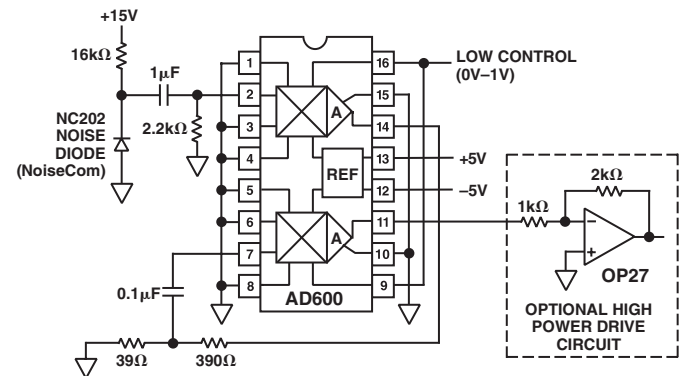 +15V
16kΩ
1µF
NC202
NOISE
DIODE
(NoiseCom)
2.2kΩ
1
2
3
4
5
6
7
8
16
15
14
13
12
11
10
9
A
REF
A
AD600
LOW CONTROL
(0V–1V)
+5V
–5V
0.1µF
39Ω
390Ω
1kΩ
2kΩ
–
+
OP27
OPTIONAL HIGH
POWER DRIVE
CIRCUIT